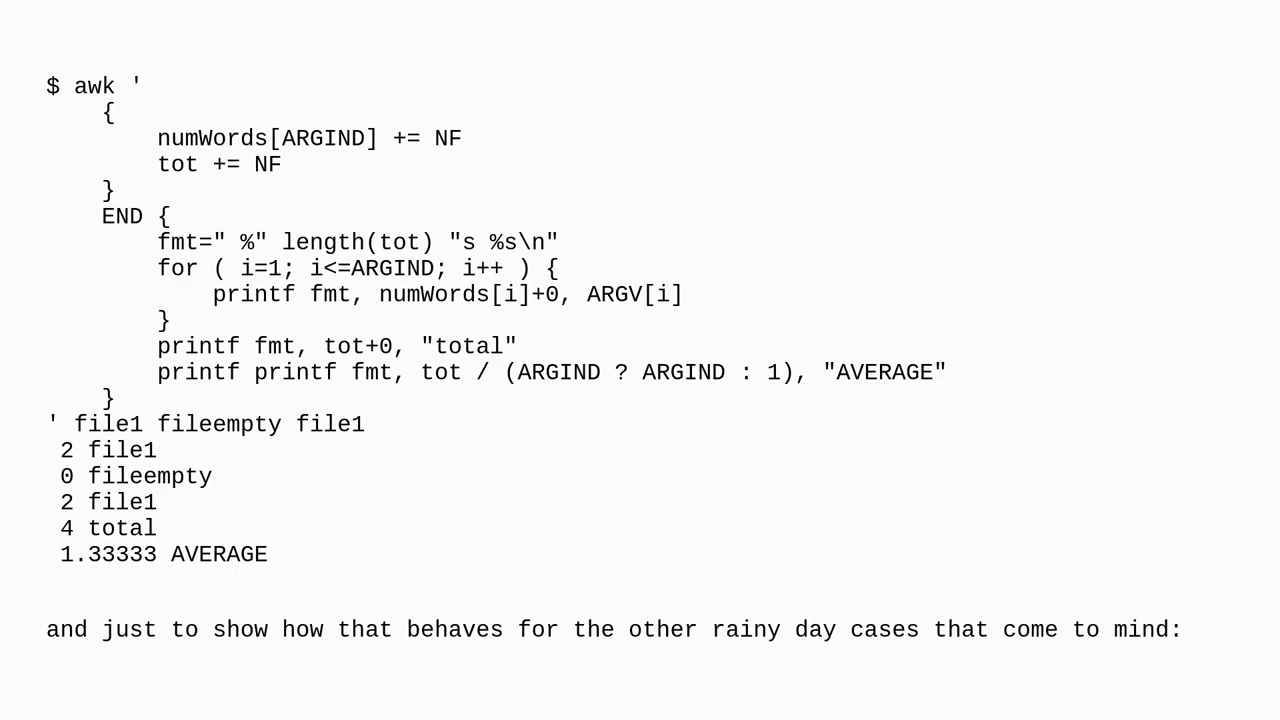 $ awk '
    {
        numWords[ARGIND] += NF
        tot += NF
    }
    END {
        fmt=" %" length(tot) "s %s\n"
        for ( i=1; i<=ARGIND; i++ ) {
            printf fmt, numWords[i]+0, ARGV[i]
        }
        printf fmt, tot+0, "total"
        printf printf fmt, tot / (ARGIND ? ARGIND : 1), "AVERAGE"
    }
' file1 fileempty file1
 2 file1
 0 fileempty
 2 file1
 4 total
 1.33333 AVERAGE
and just to show how that behaves for the other rainy day cases that come to mind: